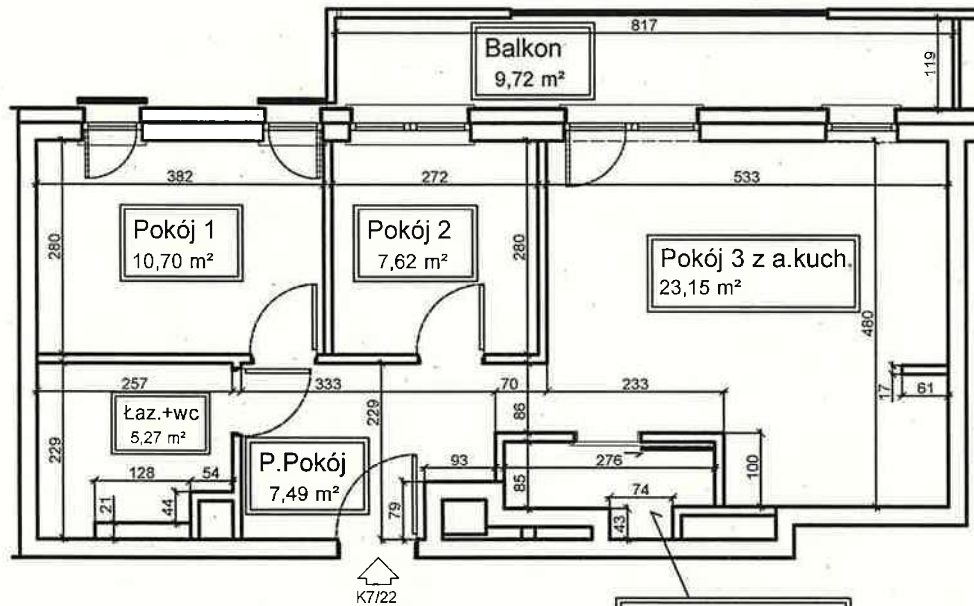 817
Balkon
9,72 m²
119
382
272
533
280
Pokój 1
10,70 m²
Pokój 2
7,62 m²
280
Pokój 3 z a.kuch.
23,15 m²
480
257
333
70
233
17
61
229
Łaz.+wc
5,27 m²
229
86
128
54
P.Pokój
7,49 m²
93
276
100
21
44
79
85
74
43
K7/22